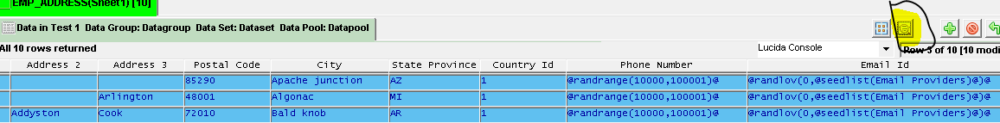 EMP_ADDRESS(Sheet1) [10]
Data in Test 1 Data Group: Datagroup Data Set: Dataset Data Pool: Datapool
All 10 rows returned Lucida Console Row 3 of 10 [10 modi
Address 2 Address 3 Postal Code City State Province Country Id Phone Number Email Id
85290 Apache junction AZ 1 @randrange(10000,100001)@ @randlov(0,@seedlist(Email Providers)@)@
Arlington 48001 Algonac MI 1 @randrange(10000,100001)@ @randlov(0,@seedlist(Email Providers)@)@
Addyston Cook 72010 Bald knob AR 1 @randrange(10000,100001)@ @randlov(0,@seedlist(Email Providers)@)@